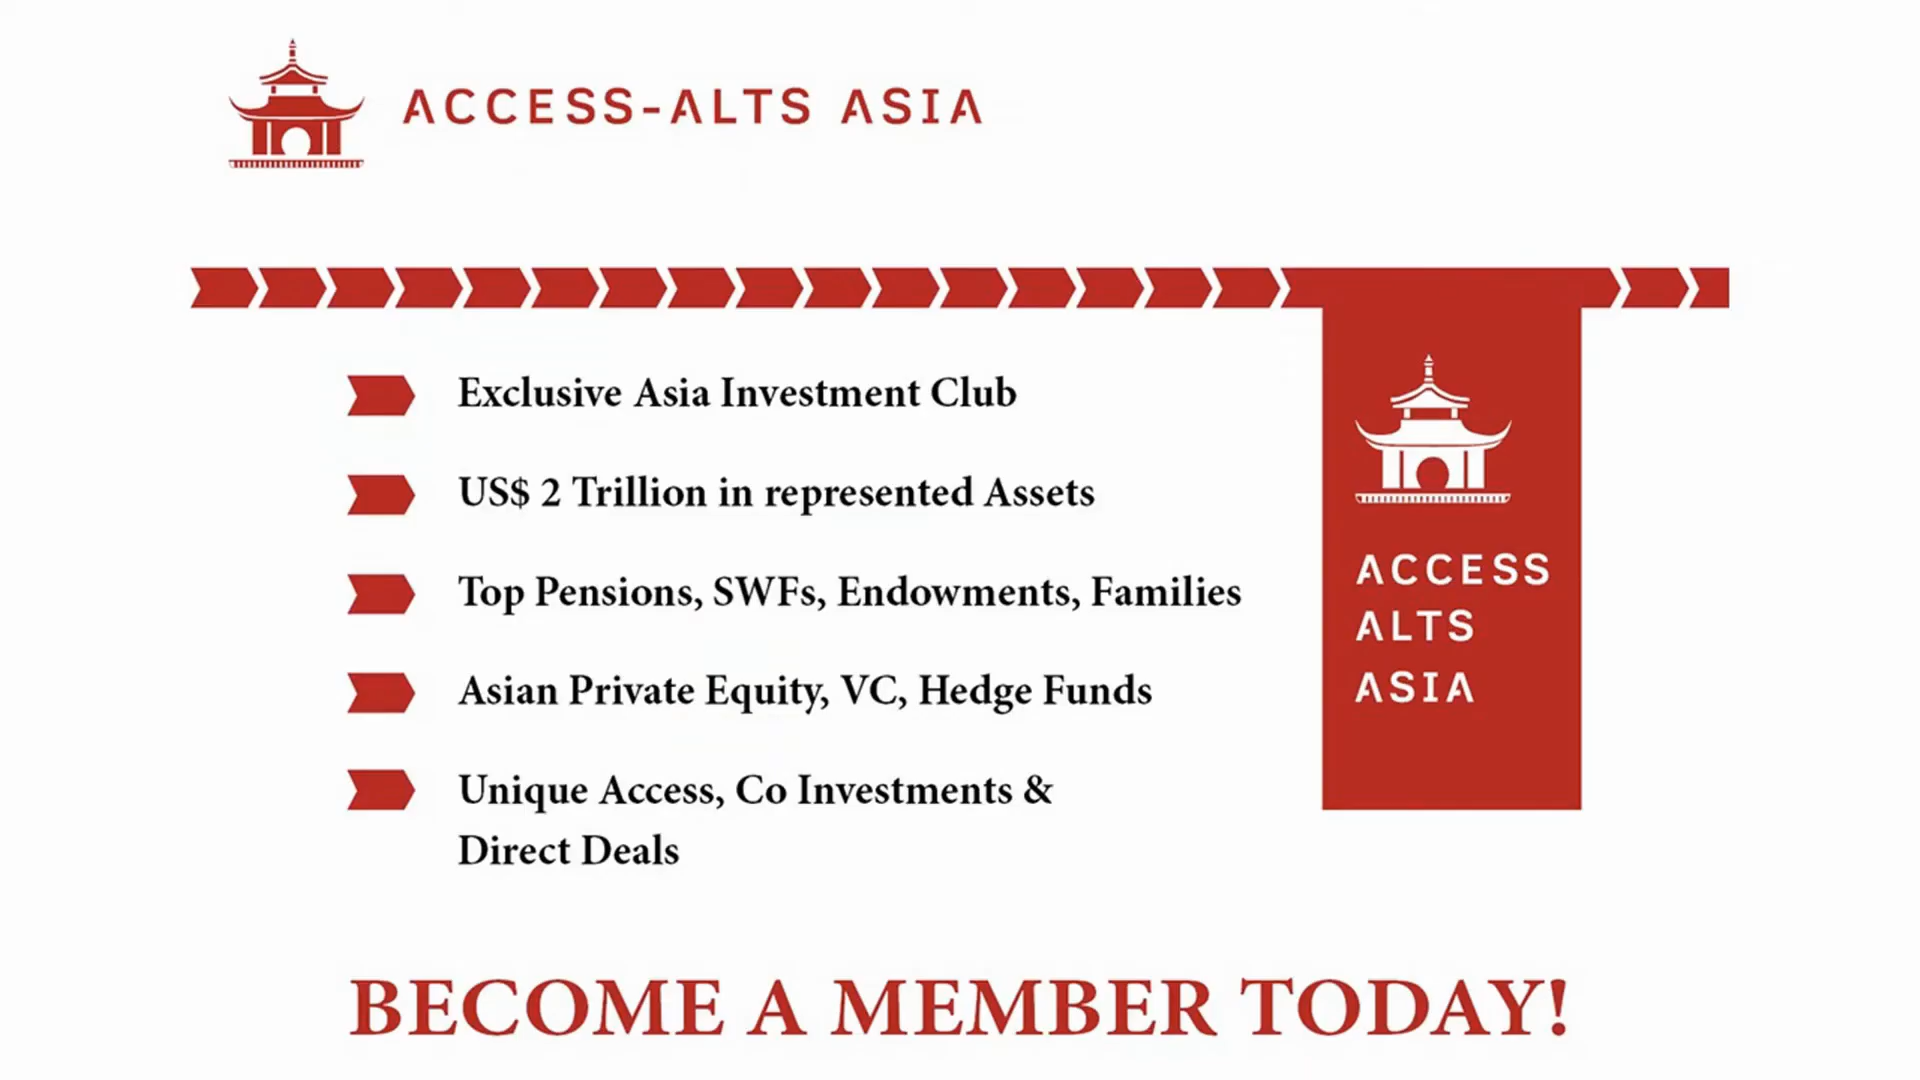 ACCESS-ALTS ASIA
Exclusive Asia Investment Club
US$ 2 Trillion in represented Assets
Top Pensions, SWFs, Endowments, Families
Asian Private Equity, VC, Hedge Funds
Unique Access, Co Investments &
Direct Deals
ACCESS
ALTS
ASIA
BECOME A MEMBER TODAY!